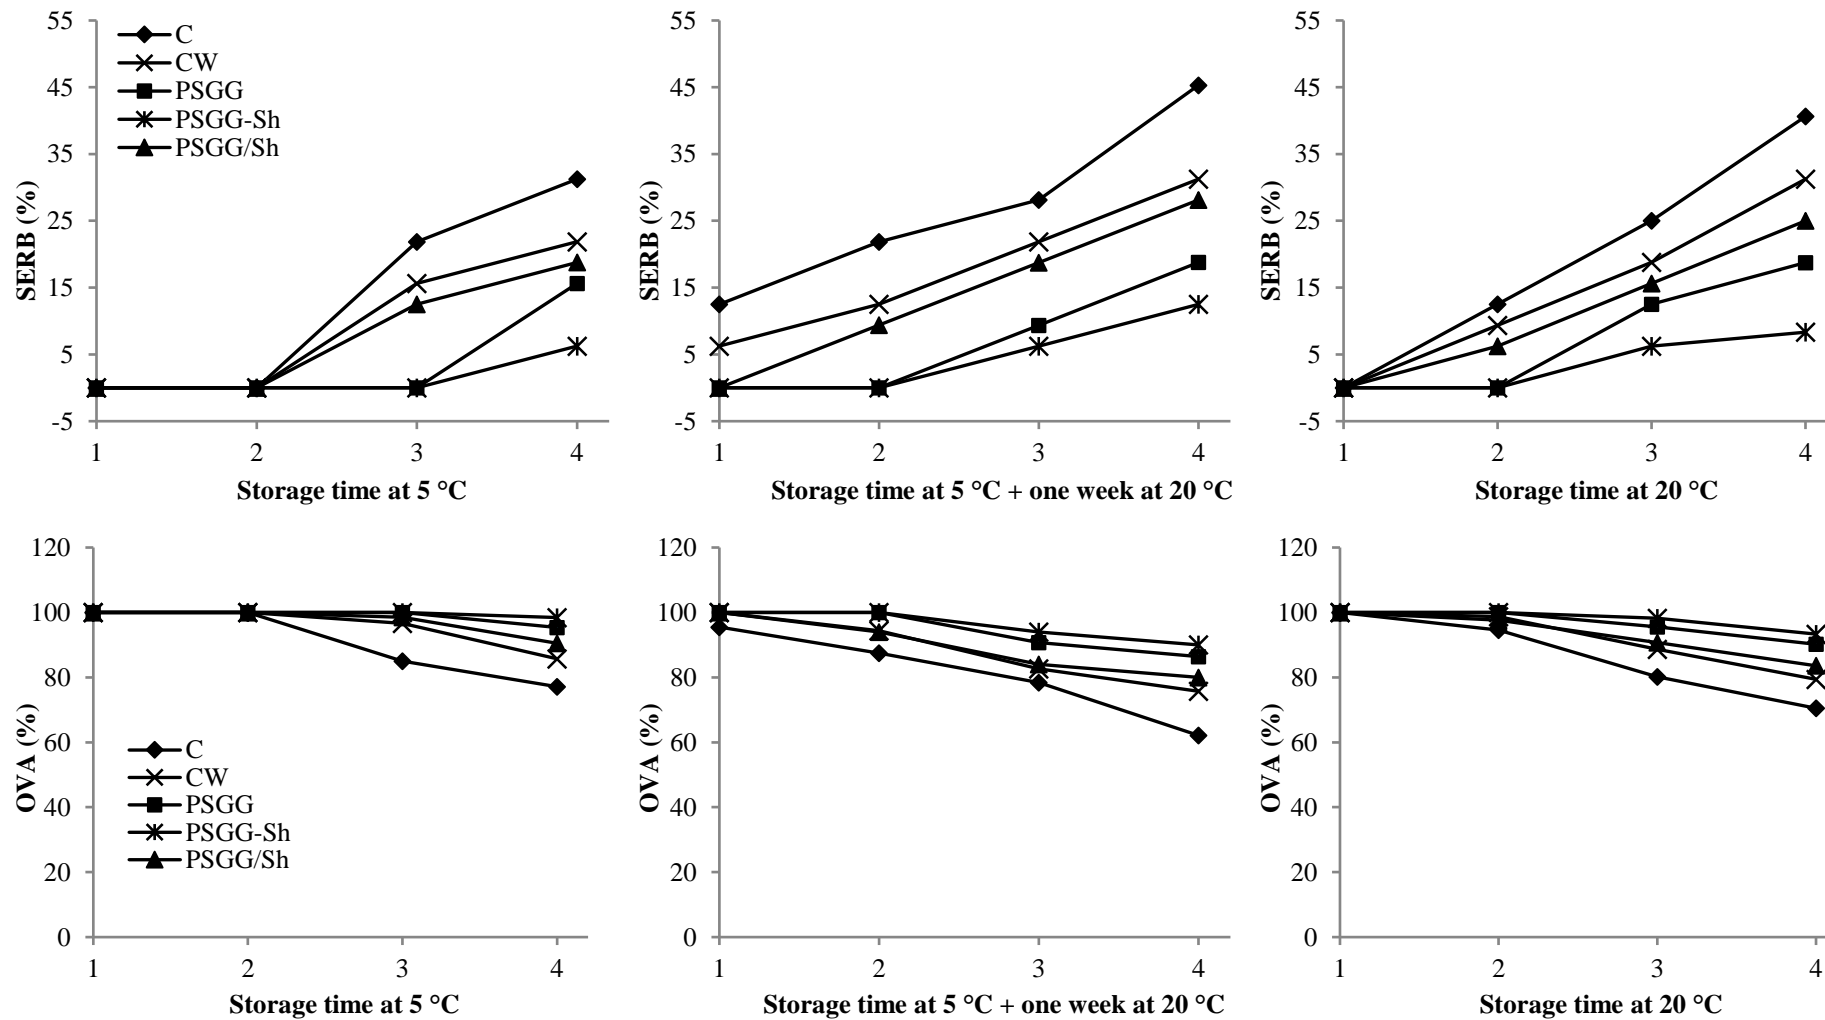 55
45
35
25
15
5
-5
SERB (%)
C
CW
PSGG
PSGG-Sh
PSGG/Sh
1 2 3 4
Storage time at 5 °C
55
45
35
25
15
5
-5
SERB (%)
1 2 3 4
Storage time at 5 °C + one week at 20 °C
55
45
35
25
15
5
-5
SERB (%)
1 2 3 4
Storage time at 20 °C
120
100
80
60
40
20
0
OVA (%)
C
CW
PSGG
PSGG-Sh
PSGG/Sh
1 2 3 4
Storage time at 5 °C
120
100
80
60
40
20
0
OVA (%)
1 2 3 4
Storage time at 5 °C + one week at 20 °C
120
100
80
60
40
20
0
OVA (%)
1 2 3 4
Storage time at 20 °C